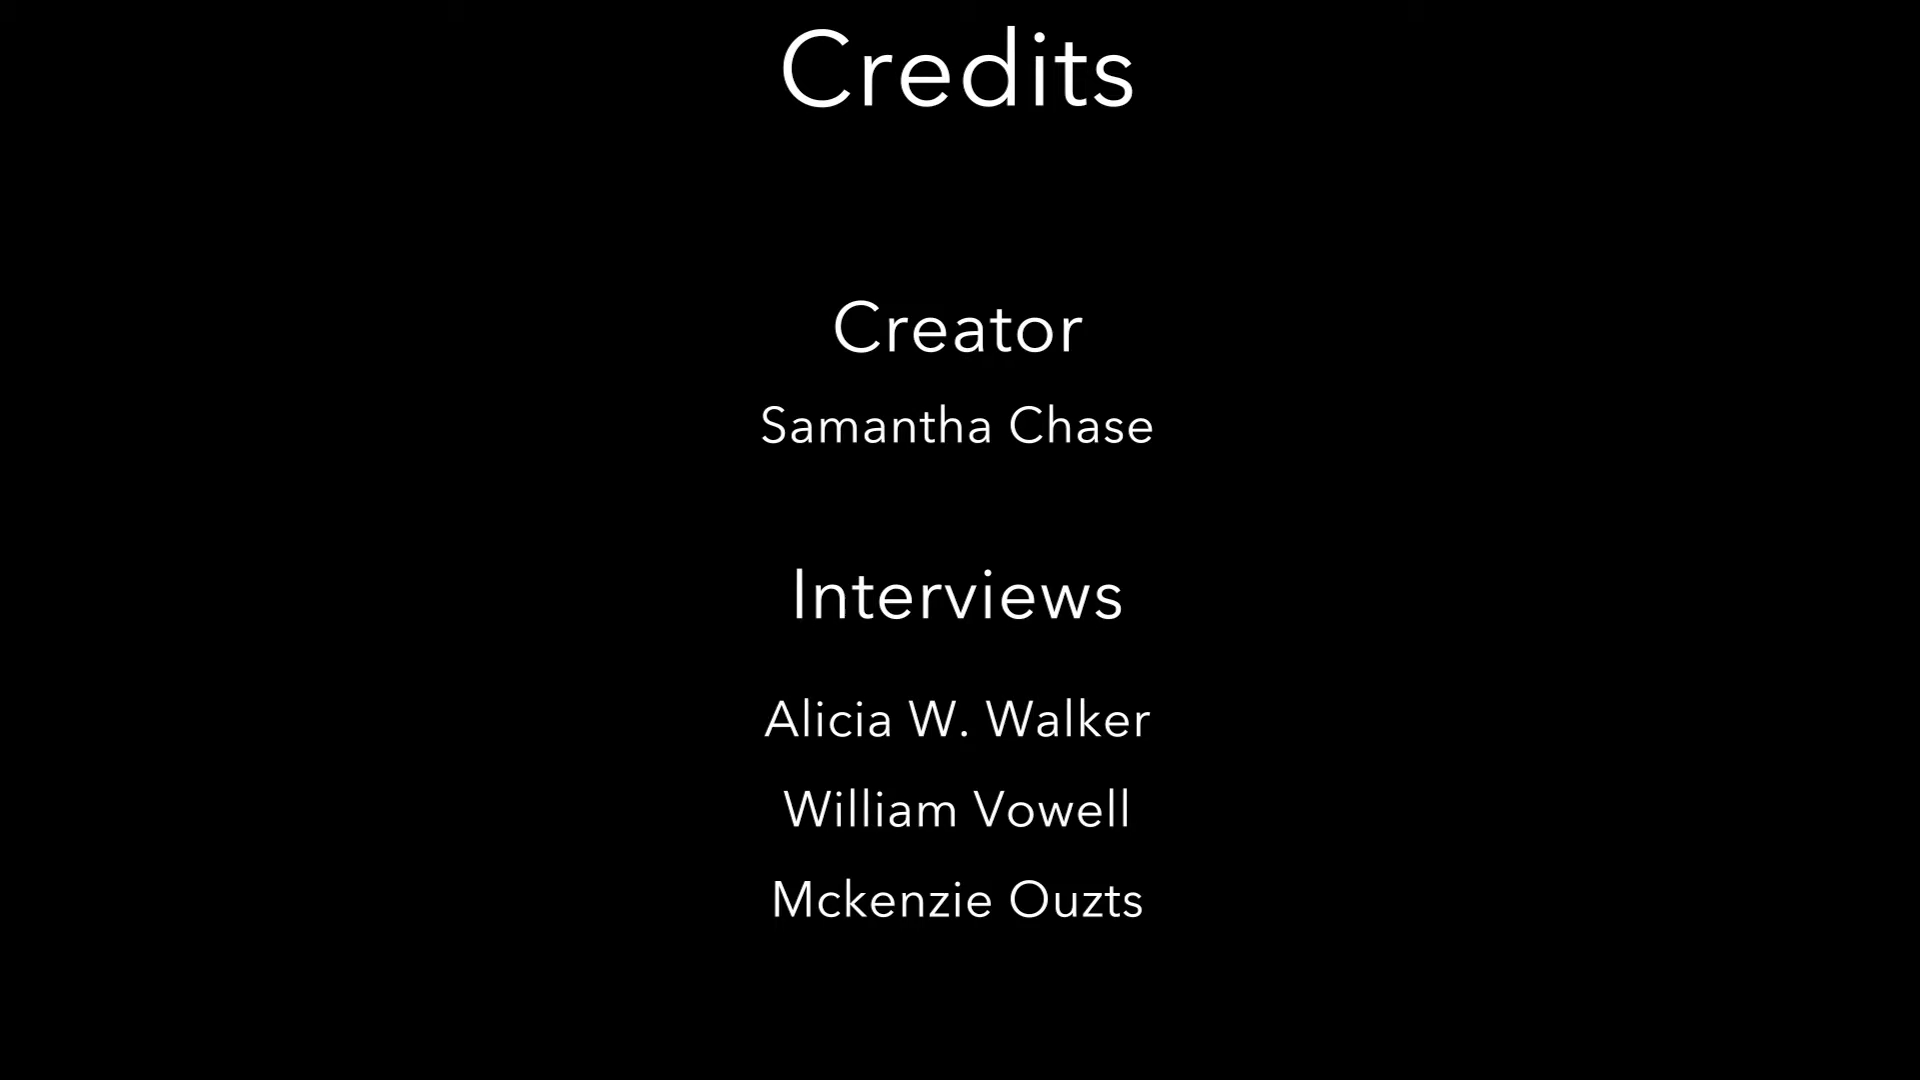 Credits
Creator
Samantha Chase
Interviews
Alicia W. Walker
William Vowell
Mckenzie Ouzts